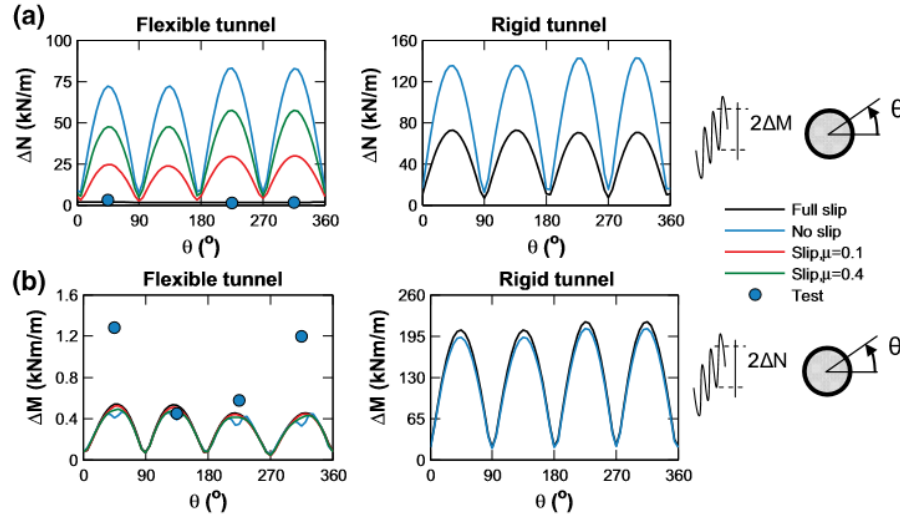 (a)
Flexible tunnel
Rigid tunnel
ΔN (kN/m)
100
75
50
25
0
0 90 180 270 360
θ (º)
ΔN (kN/m)
160
120
80
40
0
0 90 180 270 360
θ (º)
2ΔM
θ
Full slip
No slip
Slip,μ=0.1
Slip,μ=0.4
Test
(b)
Flexible tunnel
Rigid tunnel
ΔM (kNm/m)
1.6
1.2
0.8
0.4
0
0 90 180 270 360
θ (º)
ΔM (kNm/m)
260
195
130
65
0
0 90 180 270 360
θ (º)
2ΔN
θ